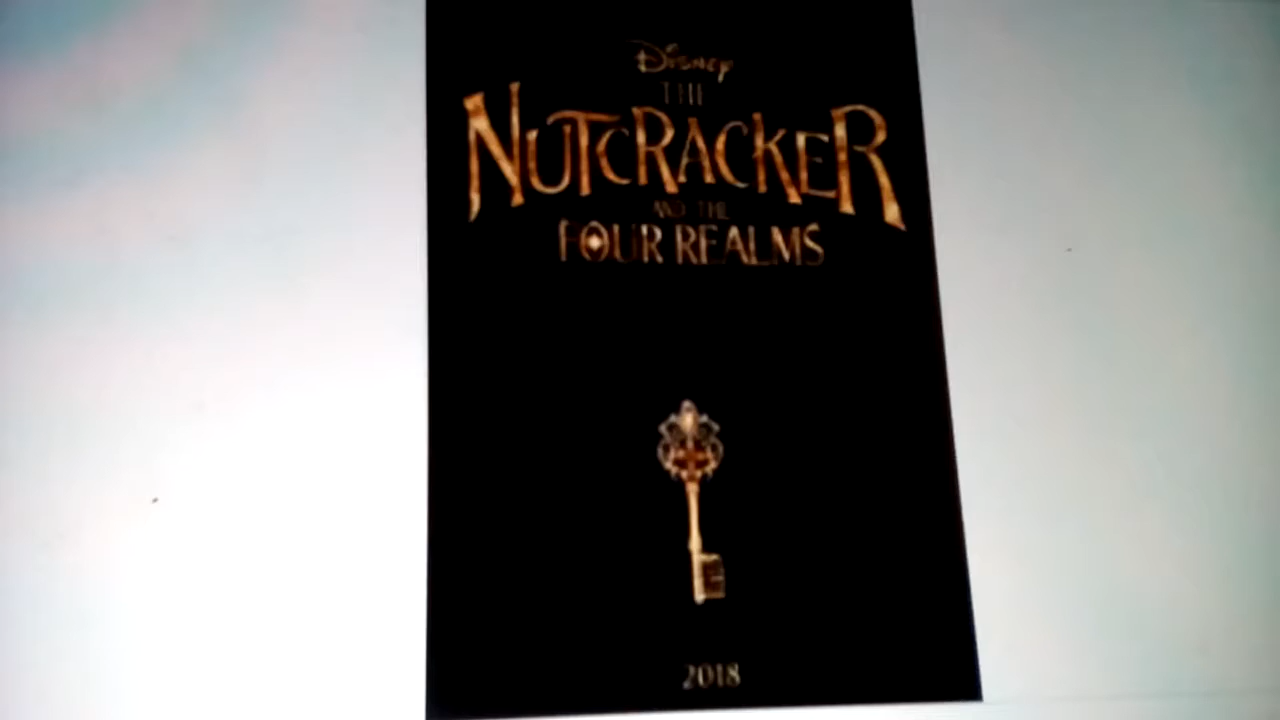 Disney
THE
NUTCRACKER
AND THE
FOUR REALMS
2018